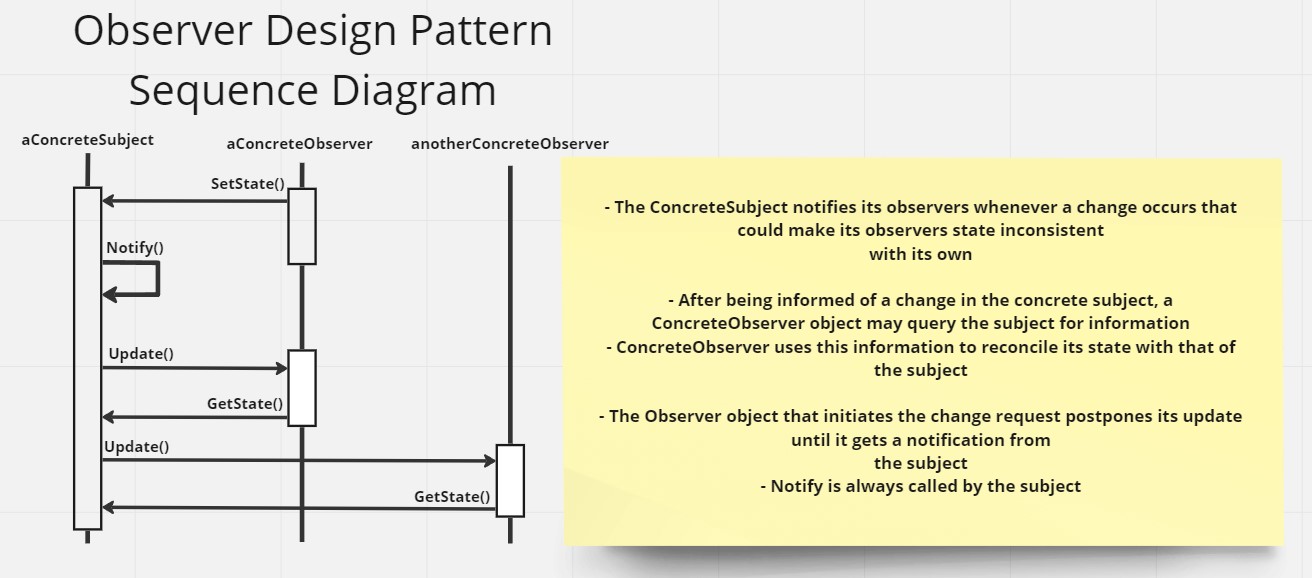 Observer Design Pattern
Sequence Diagram
aConcreteSubject
aConcreteObserver
anotherConcreteObserver
SetState()
Notify()
Update()
GetState()
Update()
GetState()
- The ConcreteSubject notifies its observers whenever a change occurs that
could make its observers state inconsistent
with its own
- After being informed of a change in the concrete subject, a
ConcreteObserver object may query the subject for information
- ConcreteObserver uses this information to reconcile its state with that of
the subject
- The Observer object that initiates the change request postpones its update
until it gets a notification from
the subject
- Notify is always called by the subject